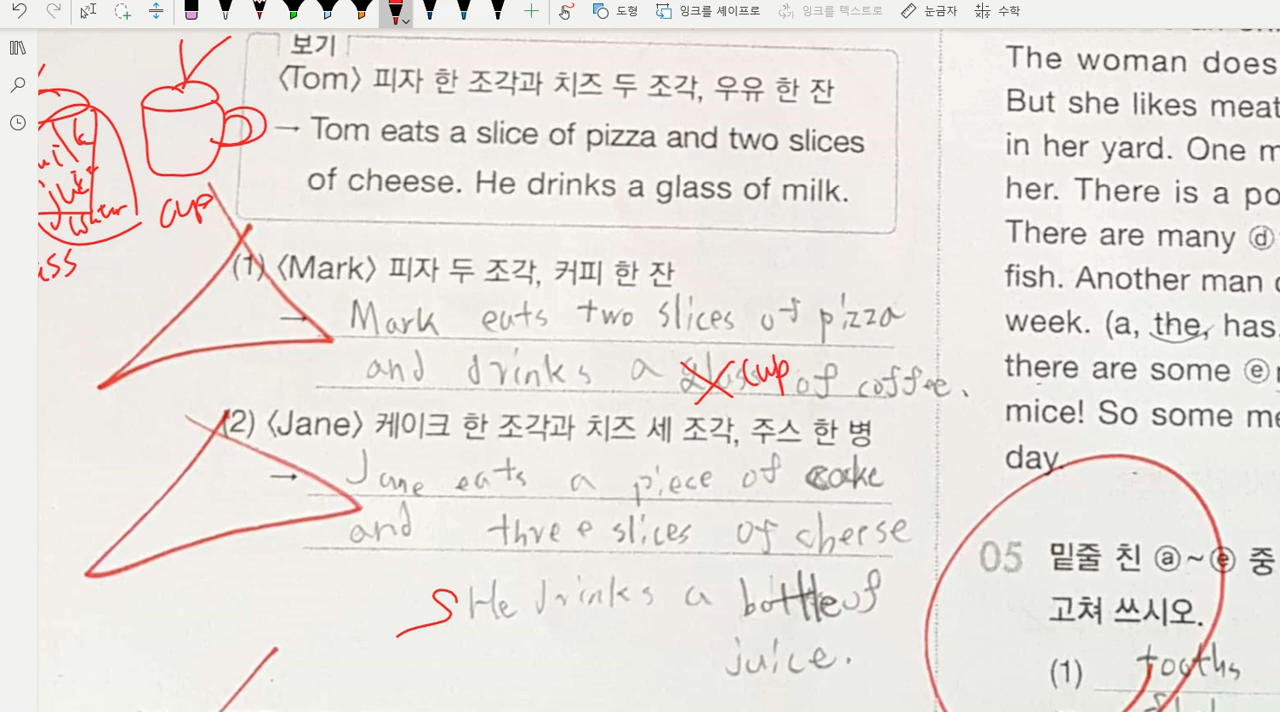 도형
잉크를 셰이프로
잉크를 텍스트로
눈금자
수학
보기
〈Tom〉 피자 한 조각과 치즈 두 조각, 우유 한 잔
→ Tom eats a slice of pizza and two slices
of cheese. He drinks a glass of milk.
milk
water
cup
(1) 〈Mark〉 피자 두 조각, 커피 한 잔
→ Mark eats two slices of pizza
and drinks a glass cup of coffee.
(2) 〈Jane〉 케이크 한 조각과 치즈 세 조각, 주스 한 병
→ Jane eats a piece of cake
and three slices of cheese
SHe drinks a bottle of
juice.
The woman does
But she likes meat
in her yard. One m
her. There is a po
There are many ⓓ
fish. Another man
week. (a, the, has,
there are some ⓔ
mice! So some me
day.
05 밑줄 친 ⓐ~ⓔ 중
고쳐 쓰시오.
(1) tooths